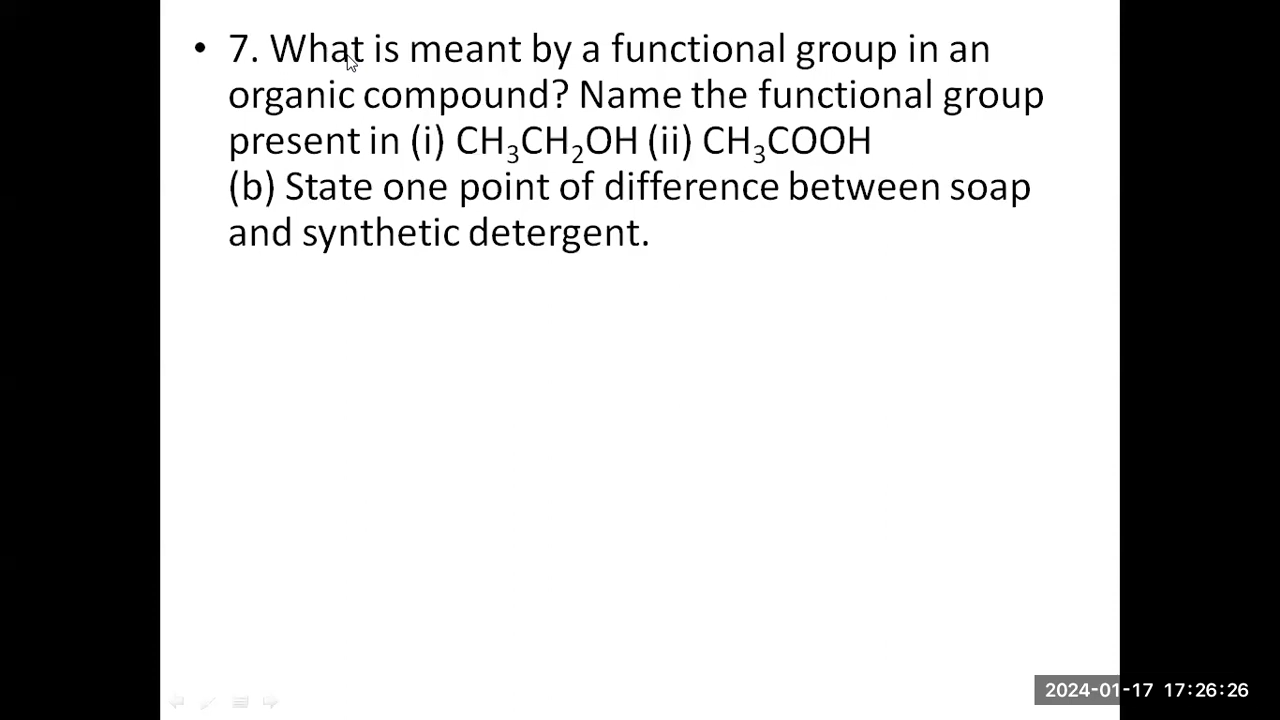 • 7. What is meant by a functional group in an
organic compound? Name the functional group
present in (i) CH₃CH₂OH (ii) CH₃COOH
(b) State one point of difference between soap
and synthetic detergent.
2024-01-17 17:26:26